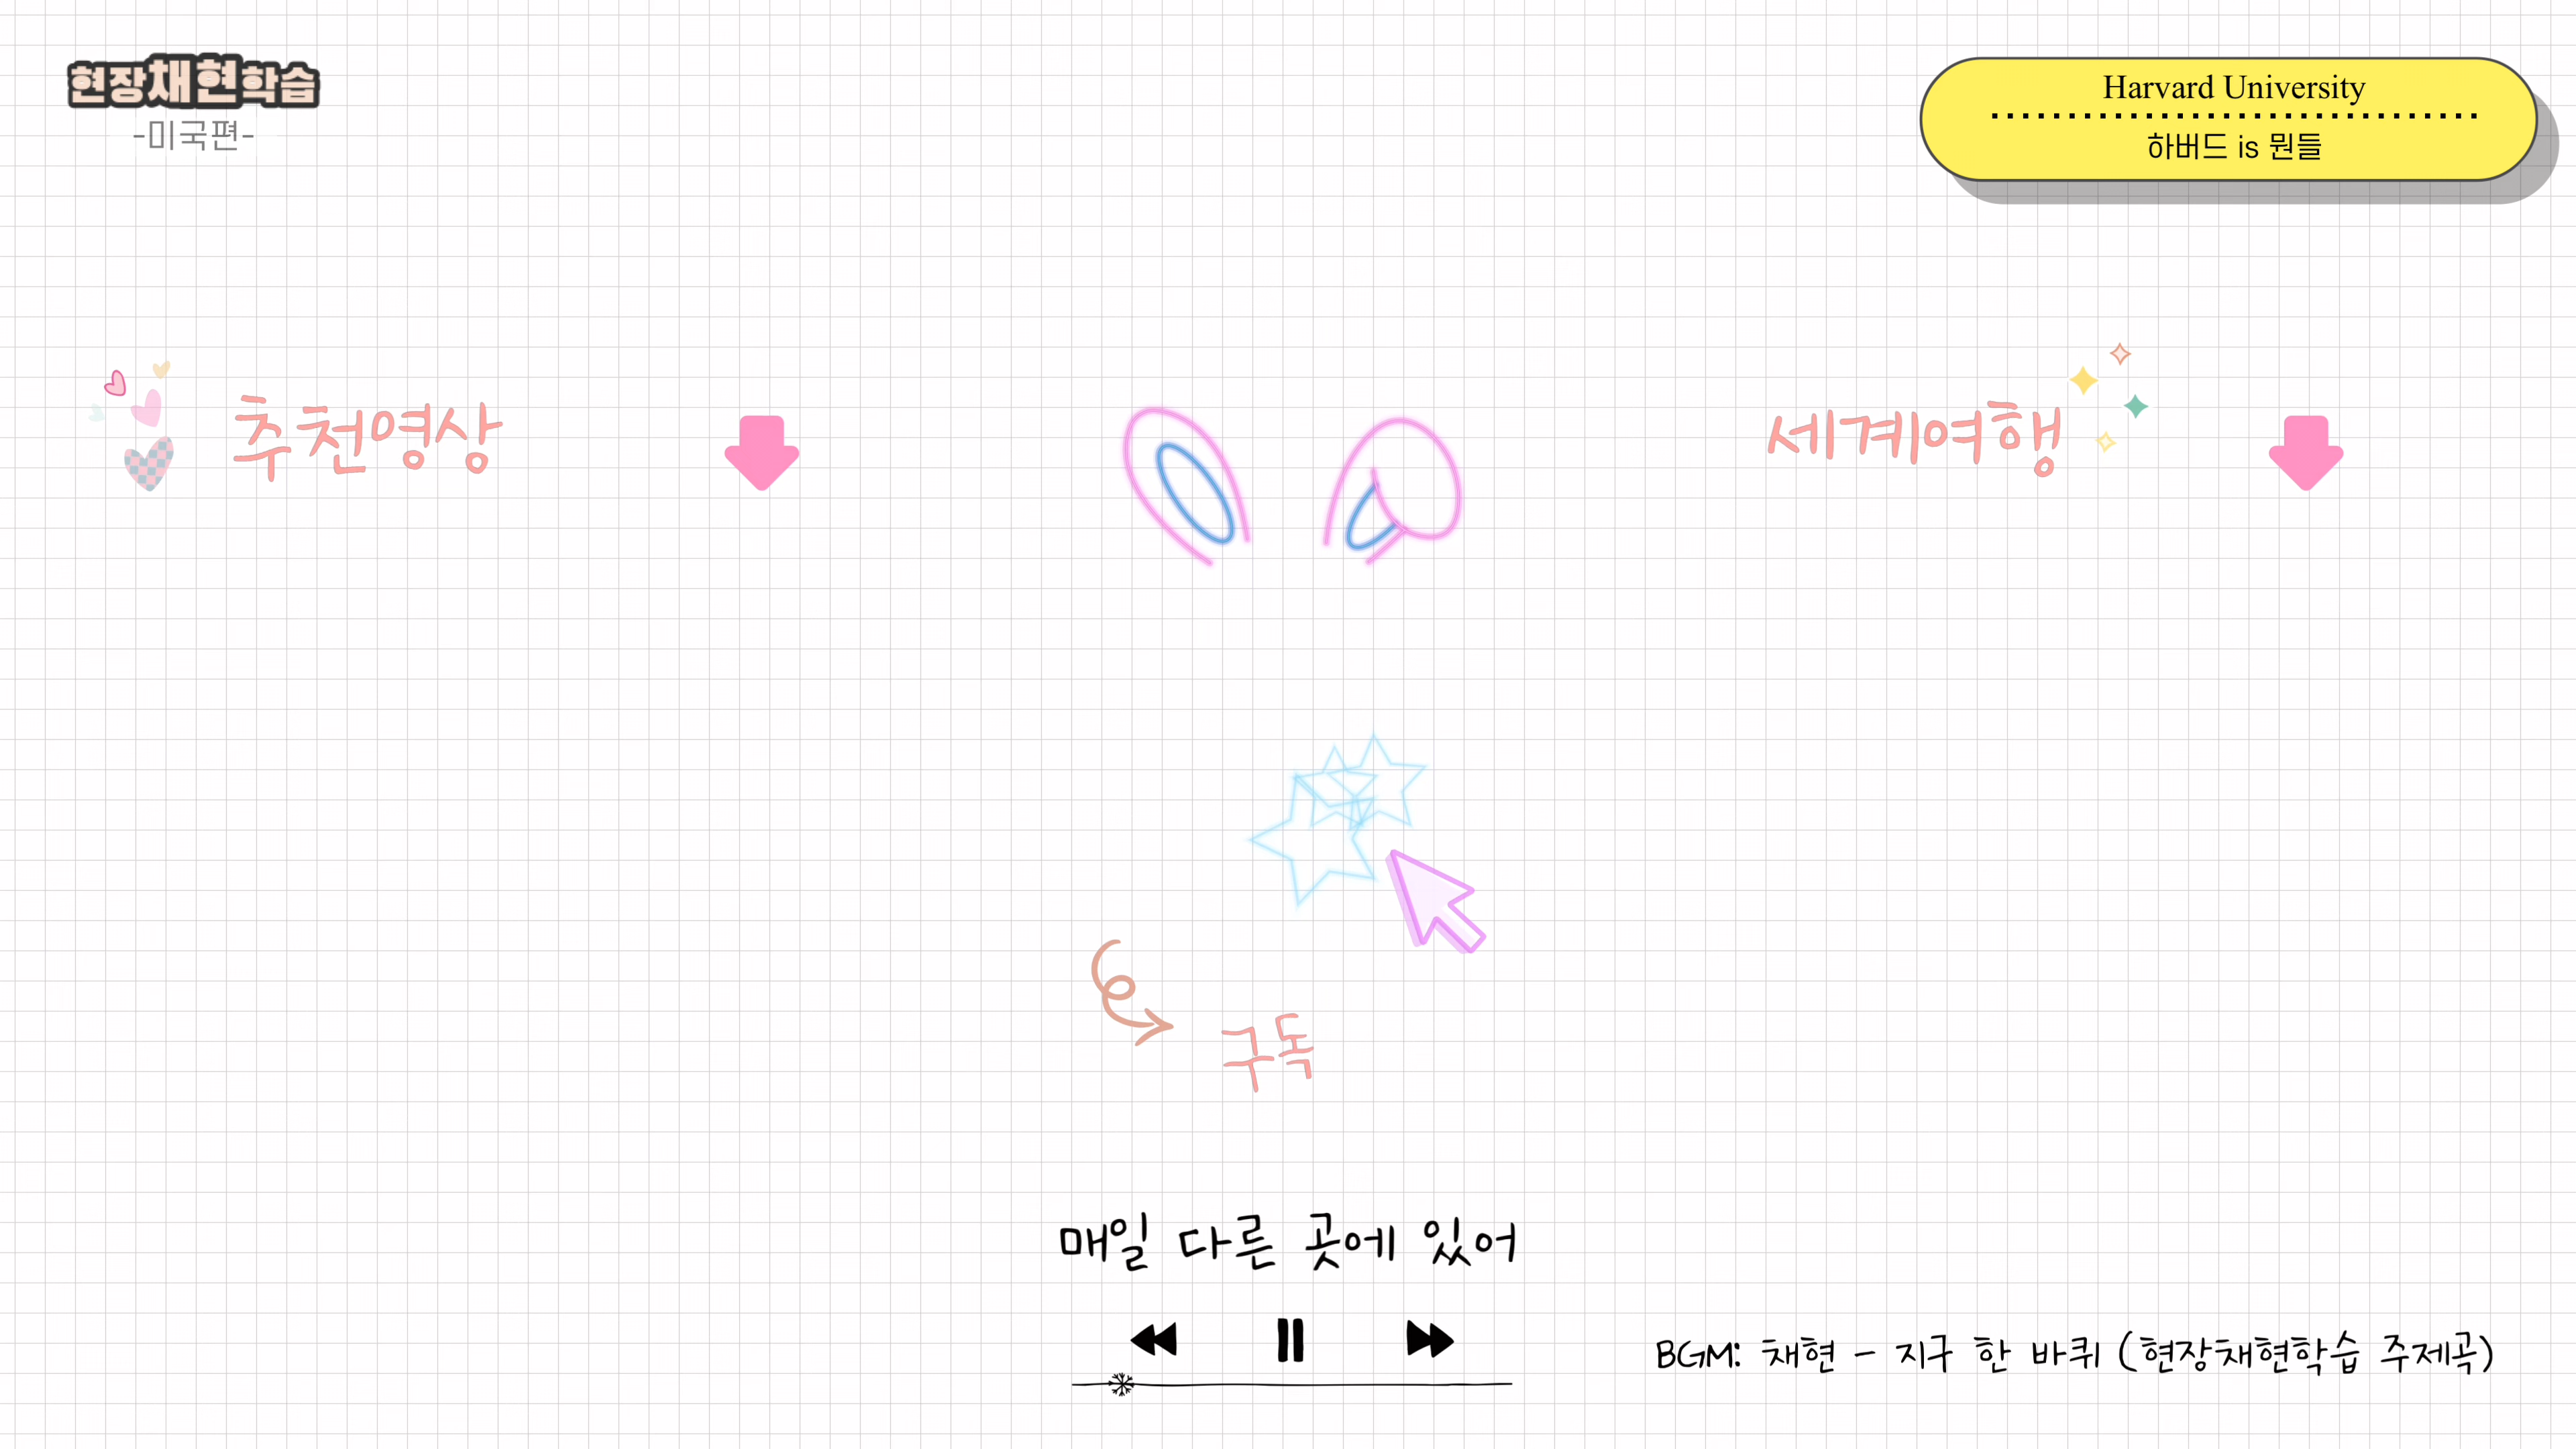 현장채현학습
-미국편-
Harvard University
하버드 is 뭔들
추천영상
세계여행
구독
매일 다른 곳에 있어
BGM: 채현 - 지구 한 바퀴 (현장채현학습 주제곡)